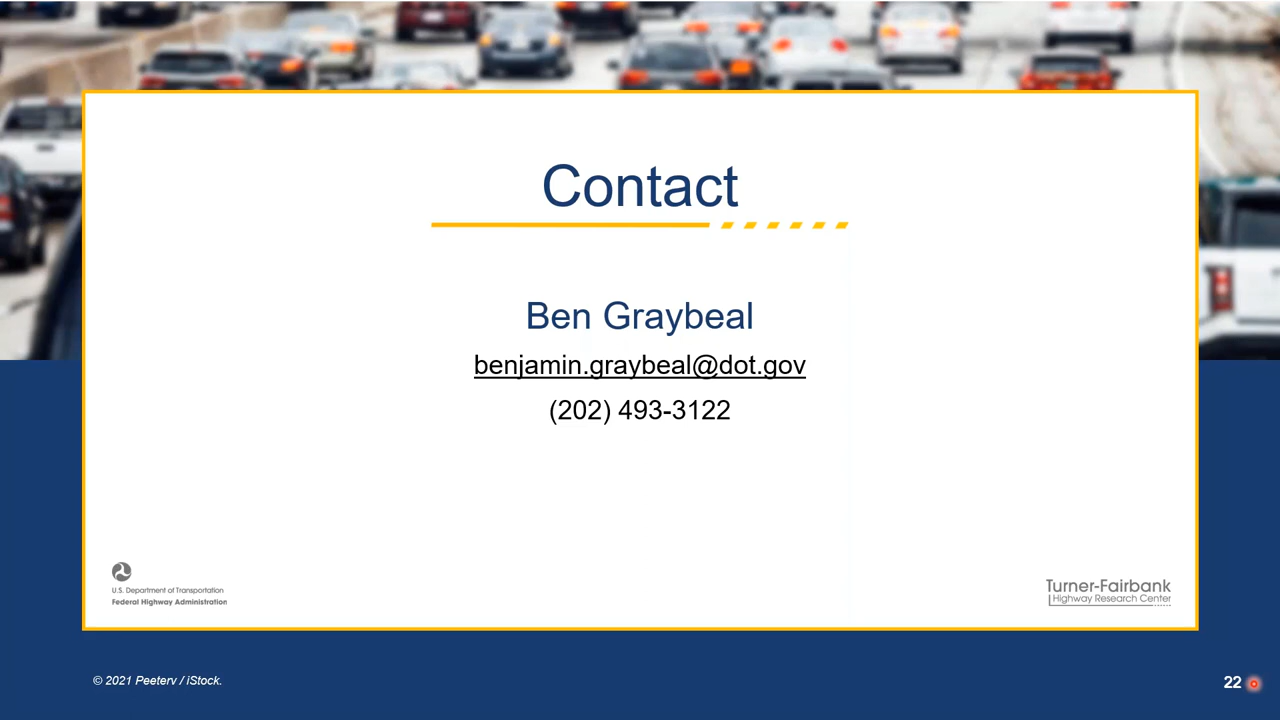 Contact
Ben Graybeal
benjamin.graybeal@dot.gov
(202) 493-3122
U.S. Department of Transportation
Federal Highway Administration
Turner-Fairbank
Highway Research Center
© 2021 Peeterv / iStock.
22